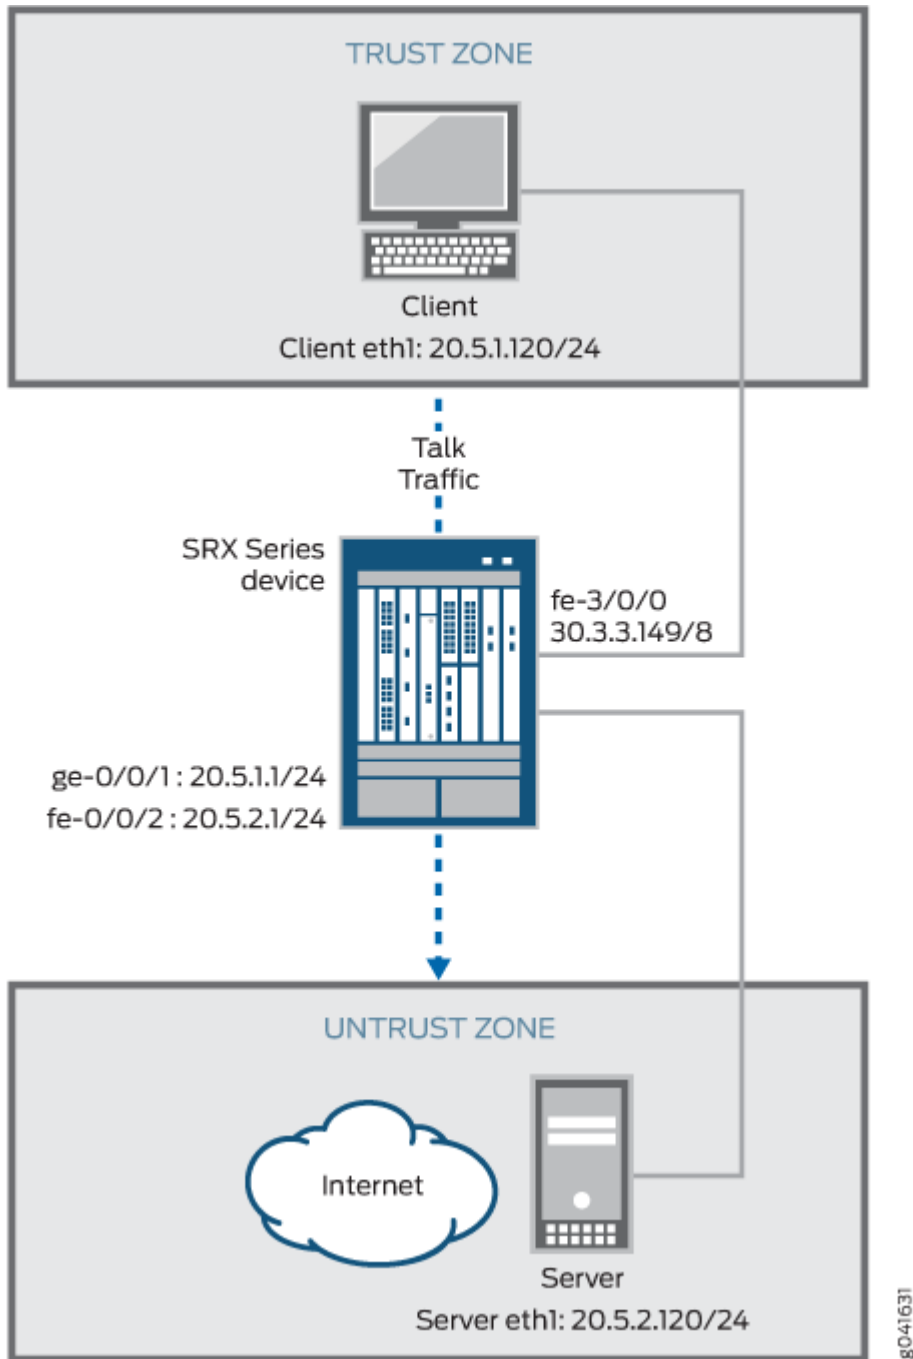 TRUST ZONE
Client
Client eth1: 20.5.1.120/24
Talk
Traffic
SRX Series
device
fe-3/0/0
30.3.3.149/8
ge-0/0/1 : 20.5.1.1/24
fe-0/0/2 : 20.5.2.1/24
UNTRUST ZONE
Internet
Server
Server eth1: 20.5.2.120/24
g041631